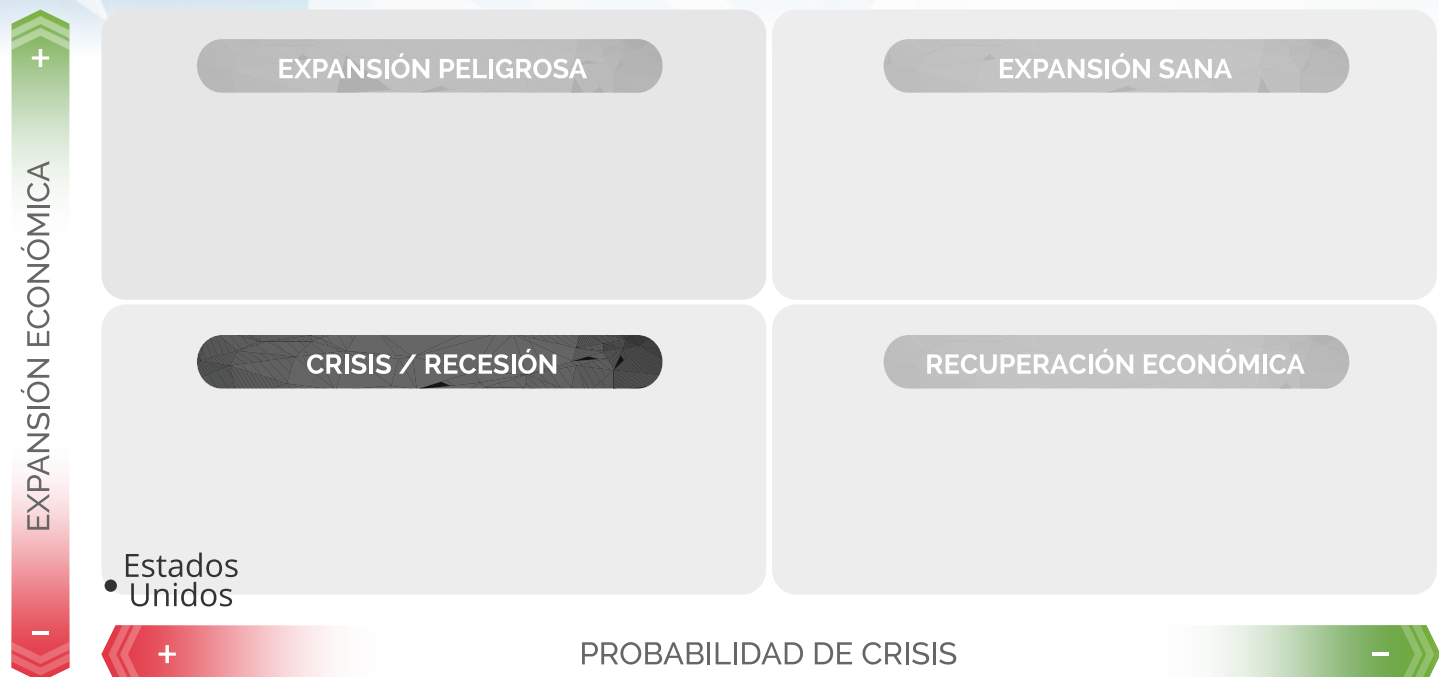 +
EXPANSIÓN ECONÓMICA
-
EXPANSIÓN PELIGROSA
EXPANSIÓN SANA
CRISIS / RECESIÓN
RECUPERACIÓN ECONÓMICA
Estados
Unidos
+
PROBABILIDAD DE CRISIS
-